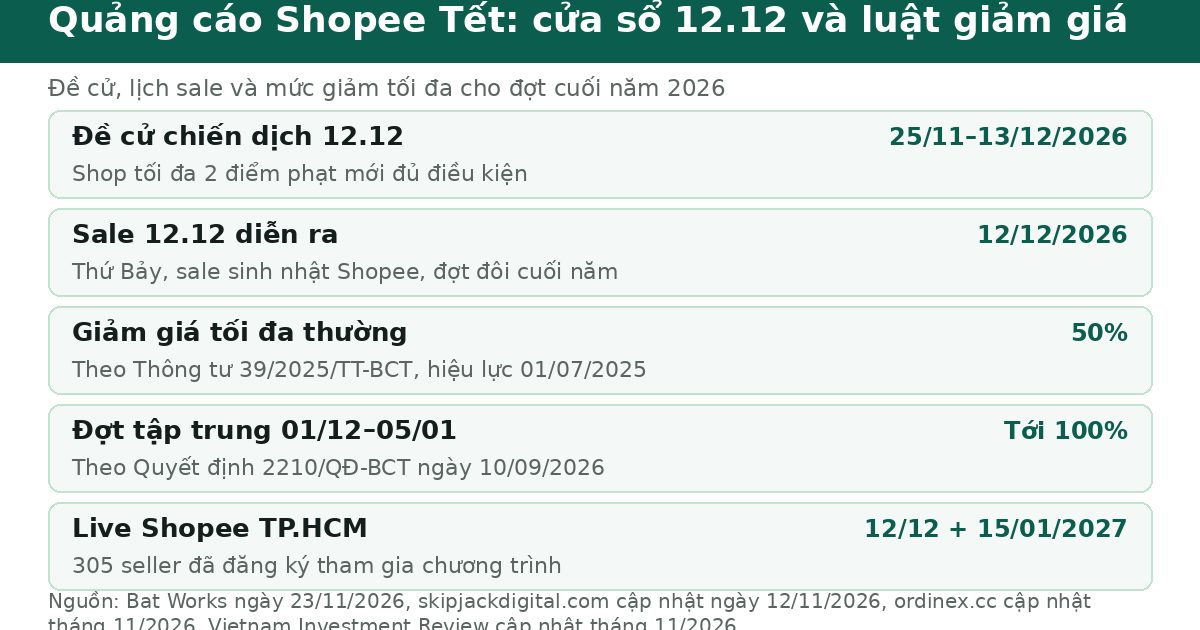 Quảng cáo Shopee Tết: cửa sổ 12.12 và luật giảm giá
Đề cử, lịch sale và mức giảm tối đa cho đợt cuối năm 2026
Đề cử chiến dịch 12.12
25/11–13/12/2026
Shop tối đa 2 điểm phạt mới đủ điều kiện
Sale 12.12 diễn ra
12/12/2026
Thứ Bảy, sale sinh nhật Shopee, đợt đôi cuối năm
Giảm giá tối đa thường
50%
Theo Thông tư 39/2025/TT-BCT, hiệu lực 01/07/2025
Đợt tập trung 01/12–05/01
Tới 100%
Theo Quyết định 2210/QĐ-BCT ngày 10/09/2026
Live Shopee TP.HCM
12/12 + 15/01/2027
305 seller đã đăng ký tham gia chương trình
Nguồn: Bat Works ngày 23/11/2026, skipjackdigital.com cập nhật ngày 12/11/2026, ordinex.cc cập nhật
tháng 11/2026, Vietnam Investment Review cập nhật tháng 11/2026